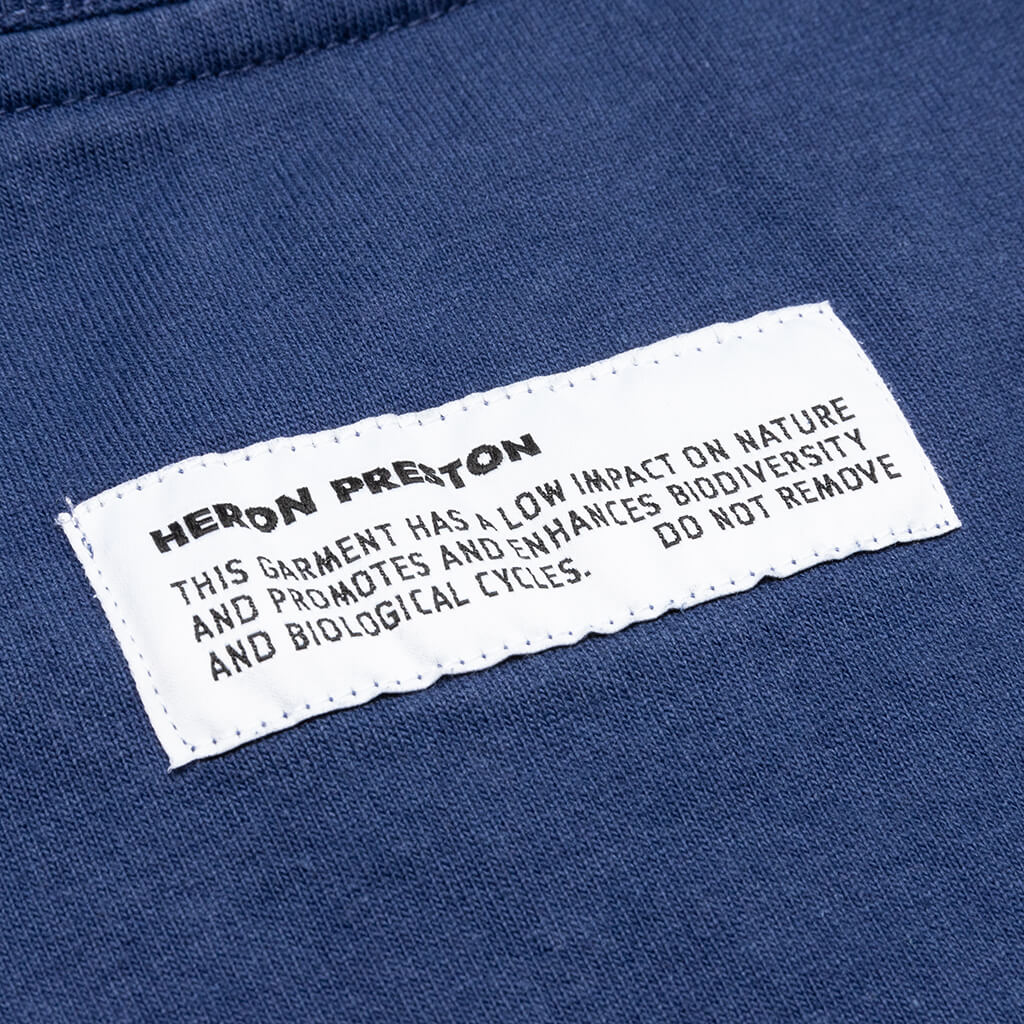 HERON PRESTON
THIS GARMENT HAS A LOW IMPACT ON NATURE
AND PROMOTES AND ENHANCES BIODIVERSITY
AND BIOLOGICAL CYCLES. DO NOT REMOVE